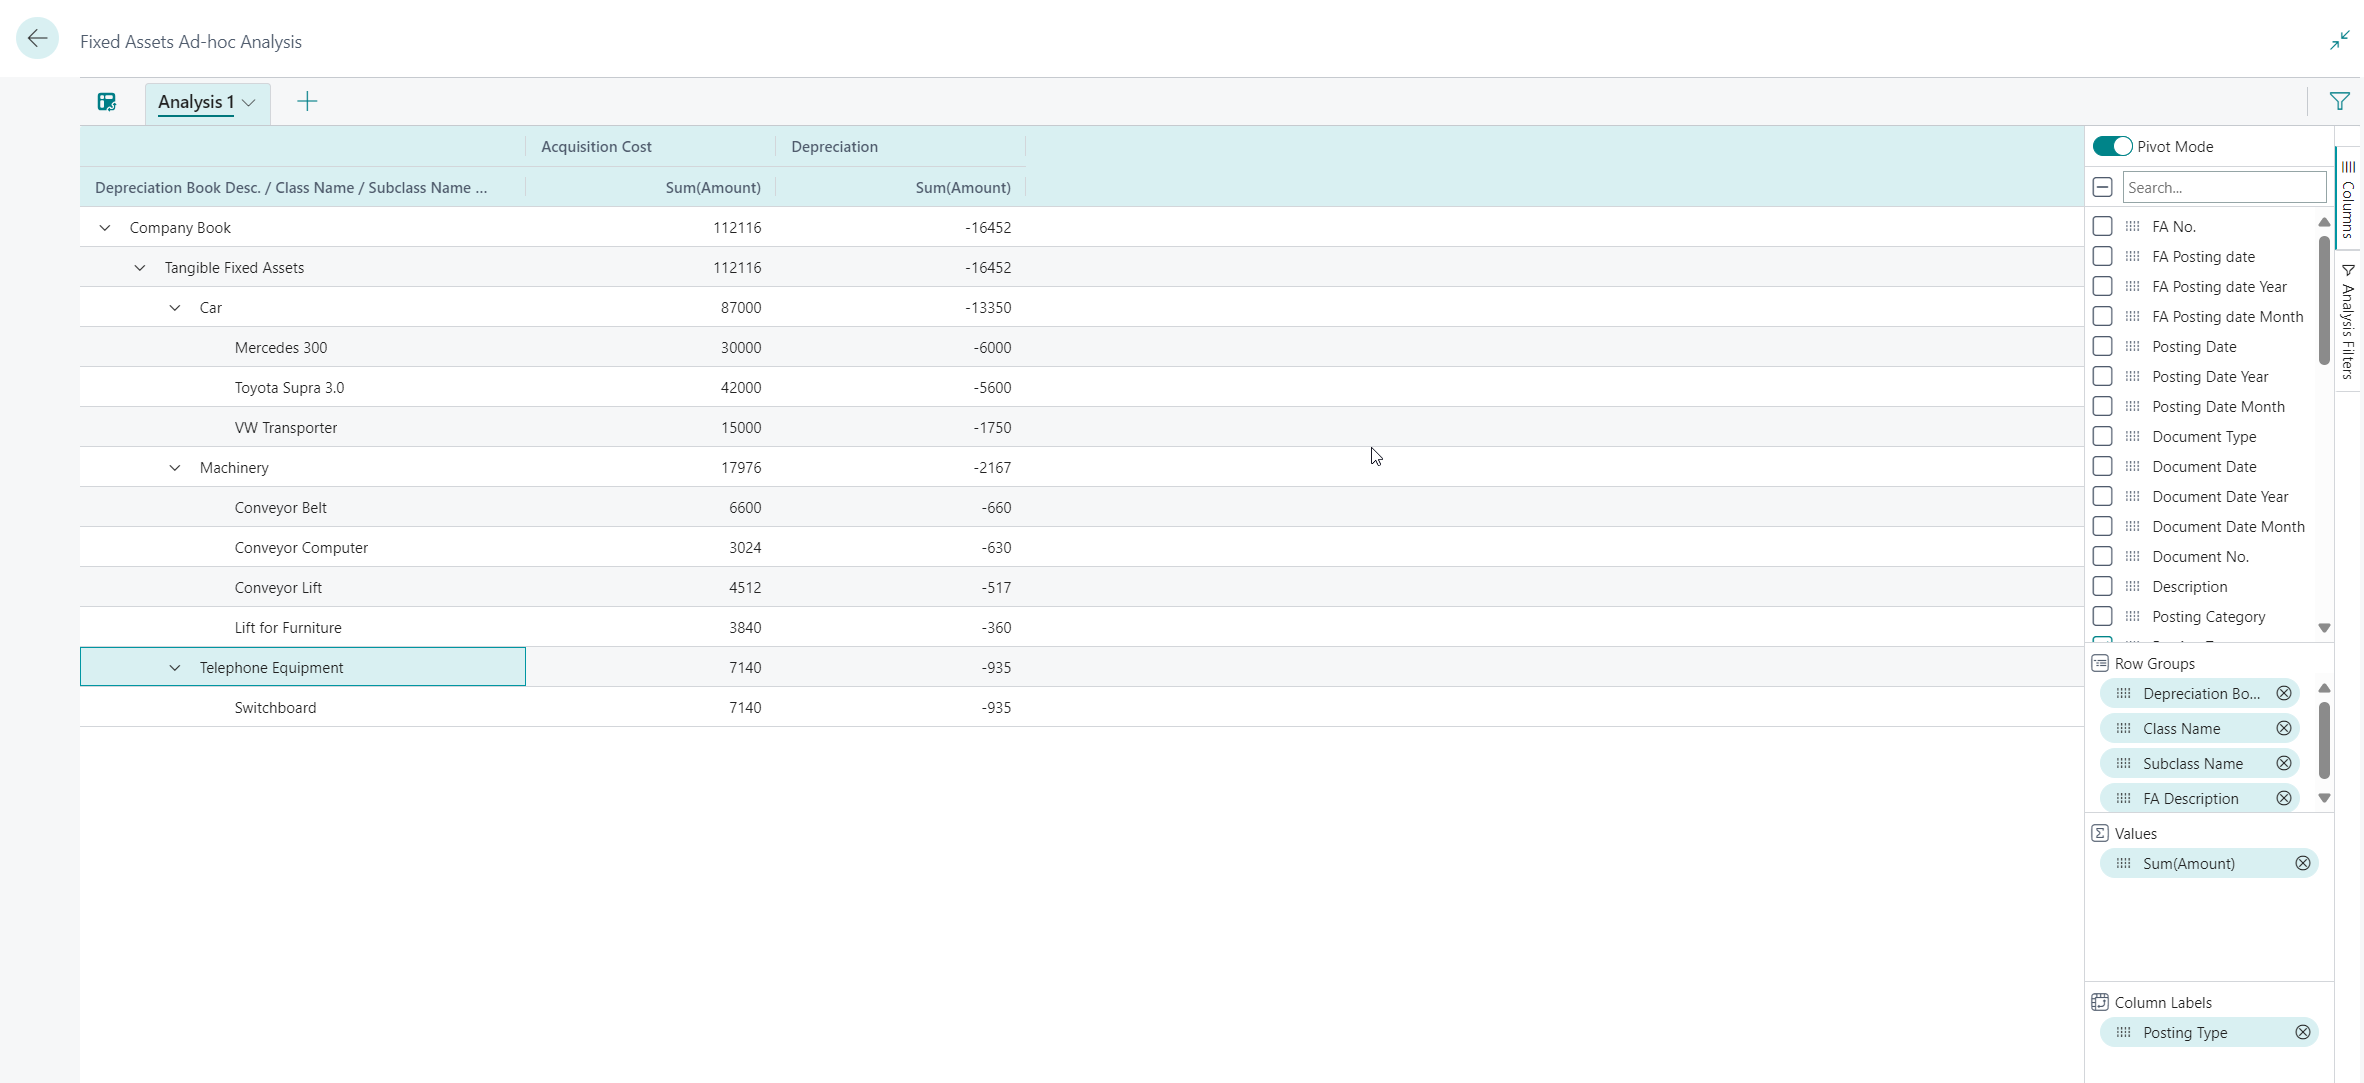 Fixed Assets Ad-hoc Analysis
Analysis 1
Acquisition Cost Depreciation
Depreciation Book Desc. / Class Name / Subclass Name ... Sum(Amount) Sum(Amount)
Company Book 112116 -16452
Tangible Fixed Assets 112116 -16452
Car 87000 -13350
Mercedes 300 30000 -6000
Toyota Supra 3.0 42000 -5600
VW Transporter 15000 -1750
Machinery 17976 -2167
Conveyor Belt 6600 -660
Conveyor Computer 3024 -630
Conveyor Lift 4512 -517
Lift for Furniture 3840 -360
Telephone Equipment 7140 -935
Switchboard 7140 -935
Pivot Mode
Search...
FA No.
FA Posting date
FA Posting date Year
FA Posting date Month
Posting Date
Posting Date Year
Posting Date Month
Document Type
Document Date
Document Date Year
Document Date Month
Document No.
Description
Posting Category
Row Groups
Depreciation Bo...
Class Name
Subclass Name
FA Description
Values
Sum(Amount)
Column Labels
Posting Type
Columns
Analysis Filters